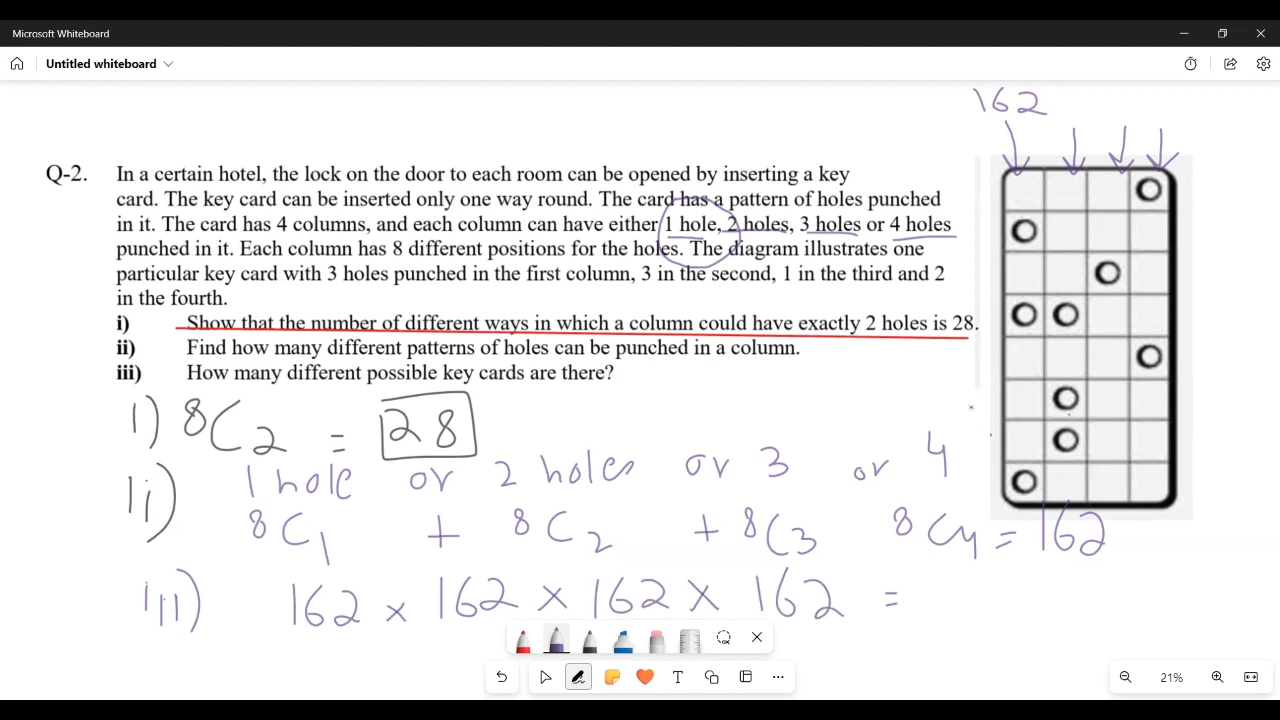 Microsoft Whiteboard
Untitled whiteboard
162
Q-2. In a certain hotel, the lock on the door to each room can be opened by inserting a key
card. The key card can be inserted only one way round. The card has a pattern of holes punched
in it. The card has 4 columns, and each column can have either 1 hole, 2 holes, 3 holes or 4 holes
punched in it. Each column has 8 different positions for the holes. The diagram illustrates one
particular key card with 3 holes punched in the first column, 3 in the second, 1 in the third and 2
in the fourth.
i) Show that the number of different ways in which a column could have exactly 2 holes is 28.
ii) Find how many different patterns of holes can be punched in a column.
iii) How many different possible key cards are there?
i) 8C2 = 28
ii) 1 hole or 2 holes or 3 or 4
8C1 + 8C2 + 8C3 8C4 = 162
iii) 162 × 162 × 162 × 162 =
21%